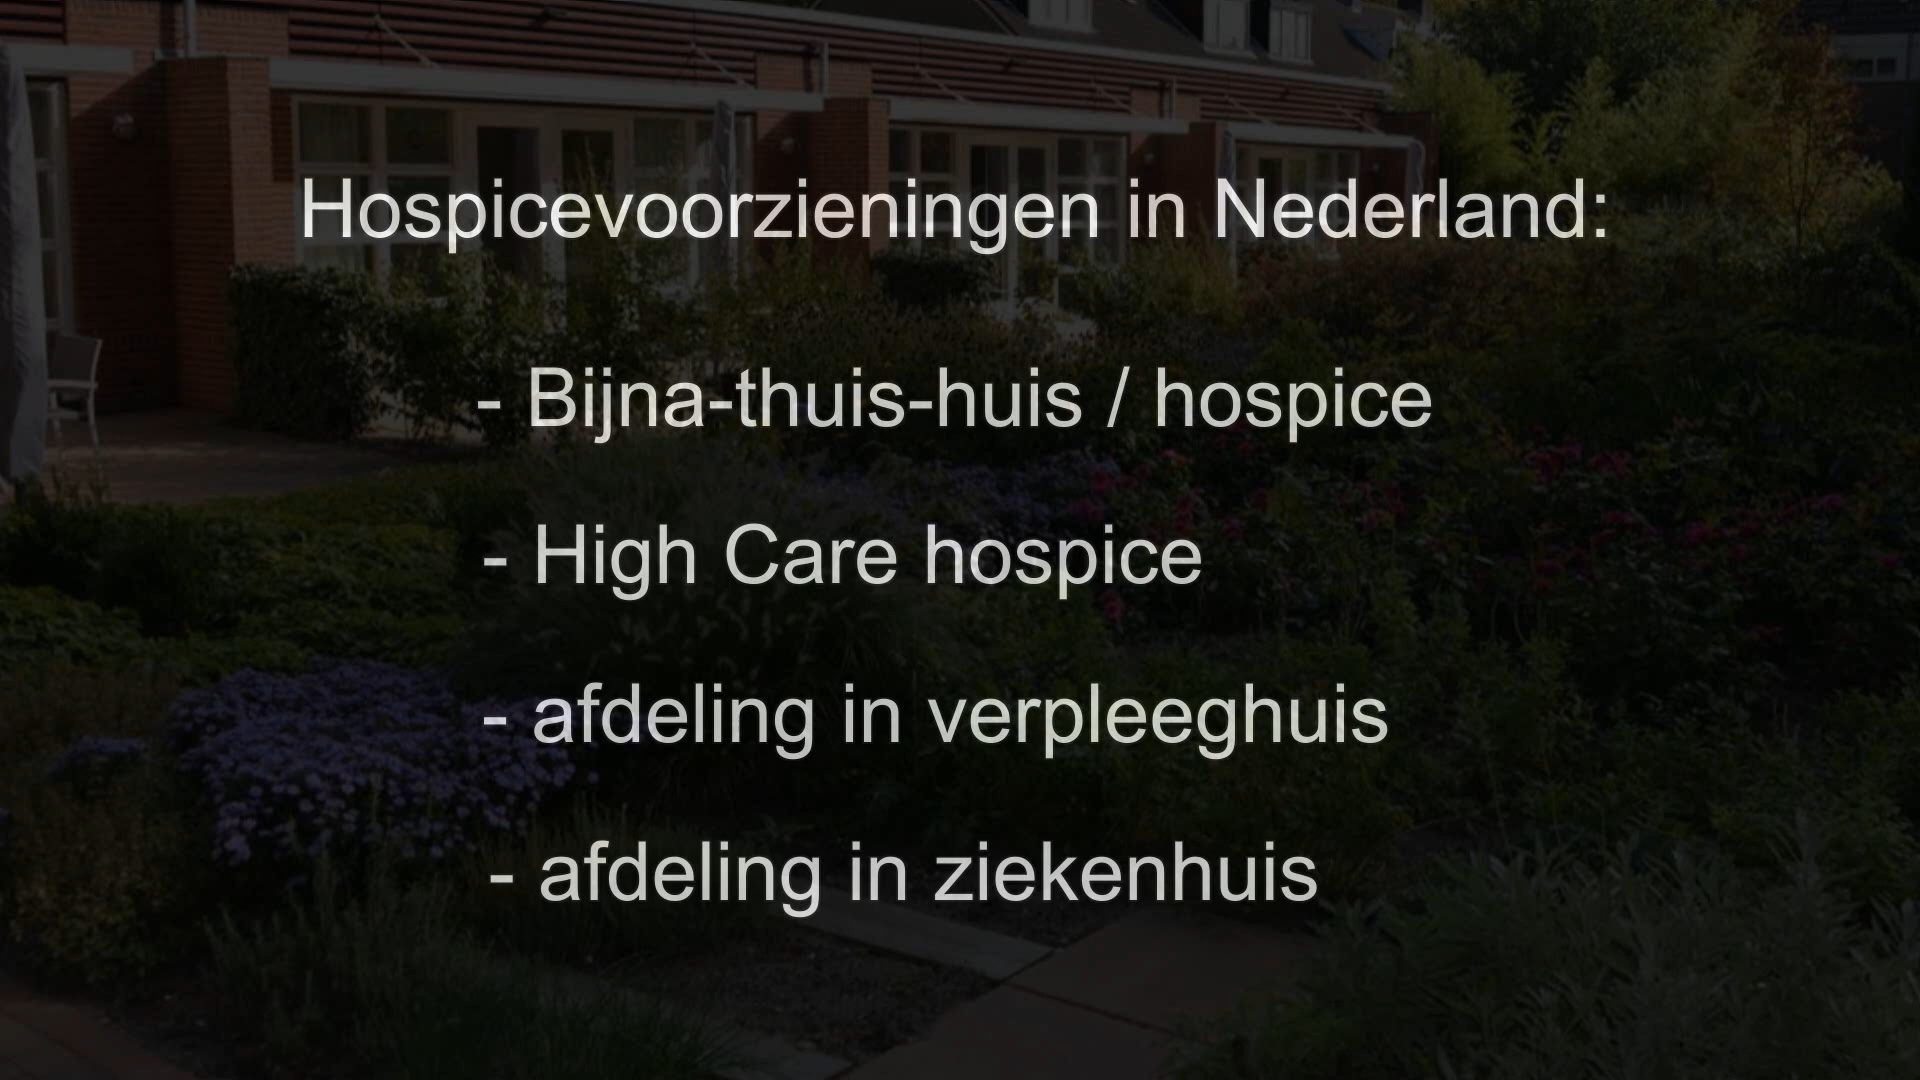 Hospicevoorzieningen in Nederland:
- Bijna-thuis-huis / hospice
- High Care hospice
- afdeling in verpleeghuis
- afdeling in ziekenhuis